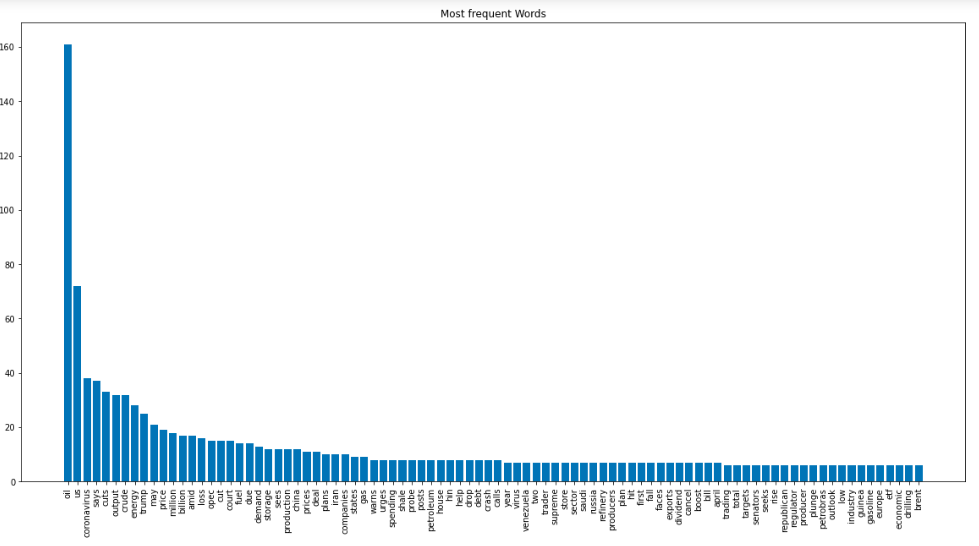 Most frequent Words
160
140
120
100
80
60
40
20
0
oil
us
coronavirus
says
cuts
output
crude
energy
trump
may
price
million
billion
amid
loss
opec
cut
court
fuel
due
demand
storage
sees
production
china
prices
deal
plans
iran
companies
states
gas
warns
urges
spending
shale
probe
posts
petroleum
house
hin
help
drop
debt
crash
calls
year
virus
venezuela
two
trader
supreme
store
sector
saudi
russia
refinery
producers
plan
hit
first
fall
faces
exports
dividend
cancel
boost
bill
april
trading
total
targets
senators
seeks
rise
republican
regulator
producer
plunge
petrobras
outlook
low
industry
guinea
gasoline
europe
etf
economic
drilling
brent